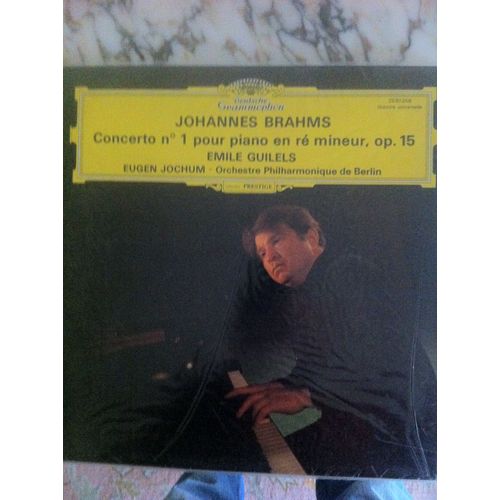 Deutsche
Grammophon
JOHANNES BRAHMS
Concerto n° 1 pour piano en ré mineur, op. 15
EMILE GUILELS
EUGEN JOCHUM · Orchestre Philharmonique de Berlin
PRESTIGE